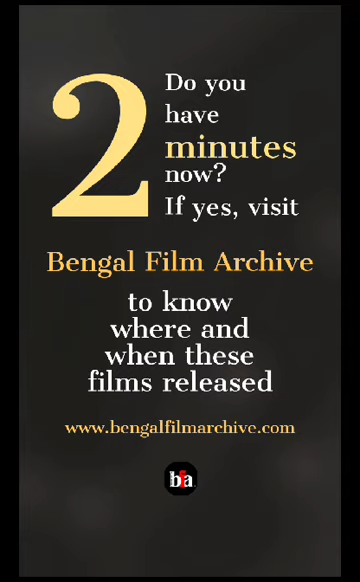 2
Do you
have
minutes
now?
If yes, visit
Bengal Film Archive
to know
where and
when these
films released
www.bengalfilmarchive.com
bfa